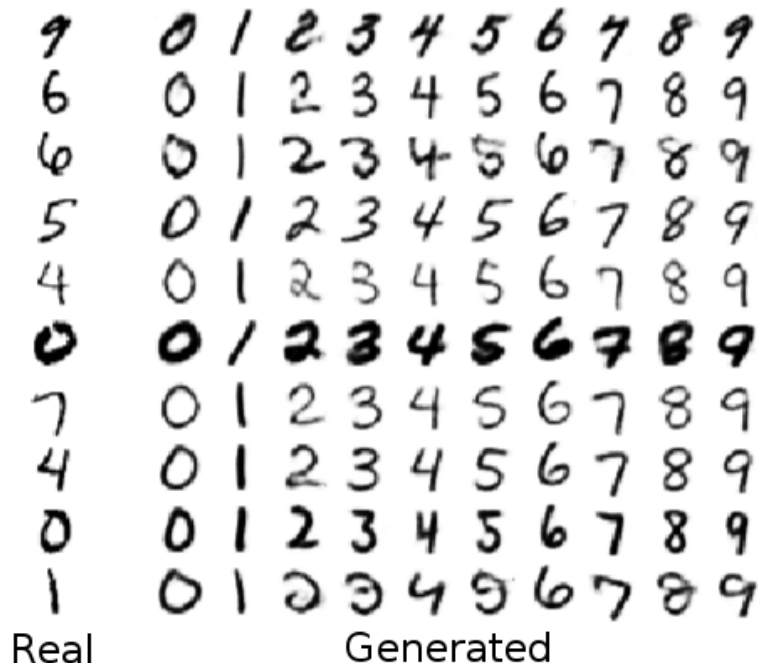 9 0 1 2 3 4 5 6 7 8 9
6 0 1 2 3 4 5 6 7 8 9
6 0 1 2 3 4 5 6 7 8 9
5 0 1 2 3 4 5 6 7 8 9
4 0 1 2 3 4 5 6 7 8 9
0 0 1 2 3 4 5 6 7 8 9
7 0 1 2 3 4 5 6 7 8 9
4 0 1 2 3 4 5 6 7 8 9
0 0 1 2 3 4 5 6 7 8 9
1 0 1 2 3 4 5 6 7 8 9
Real Generated